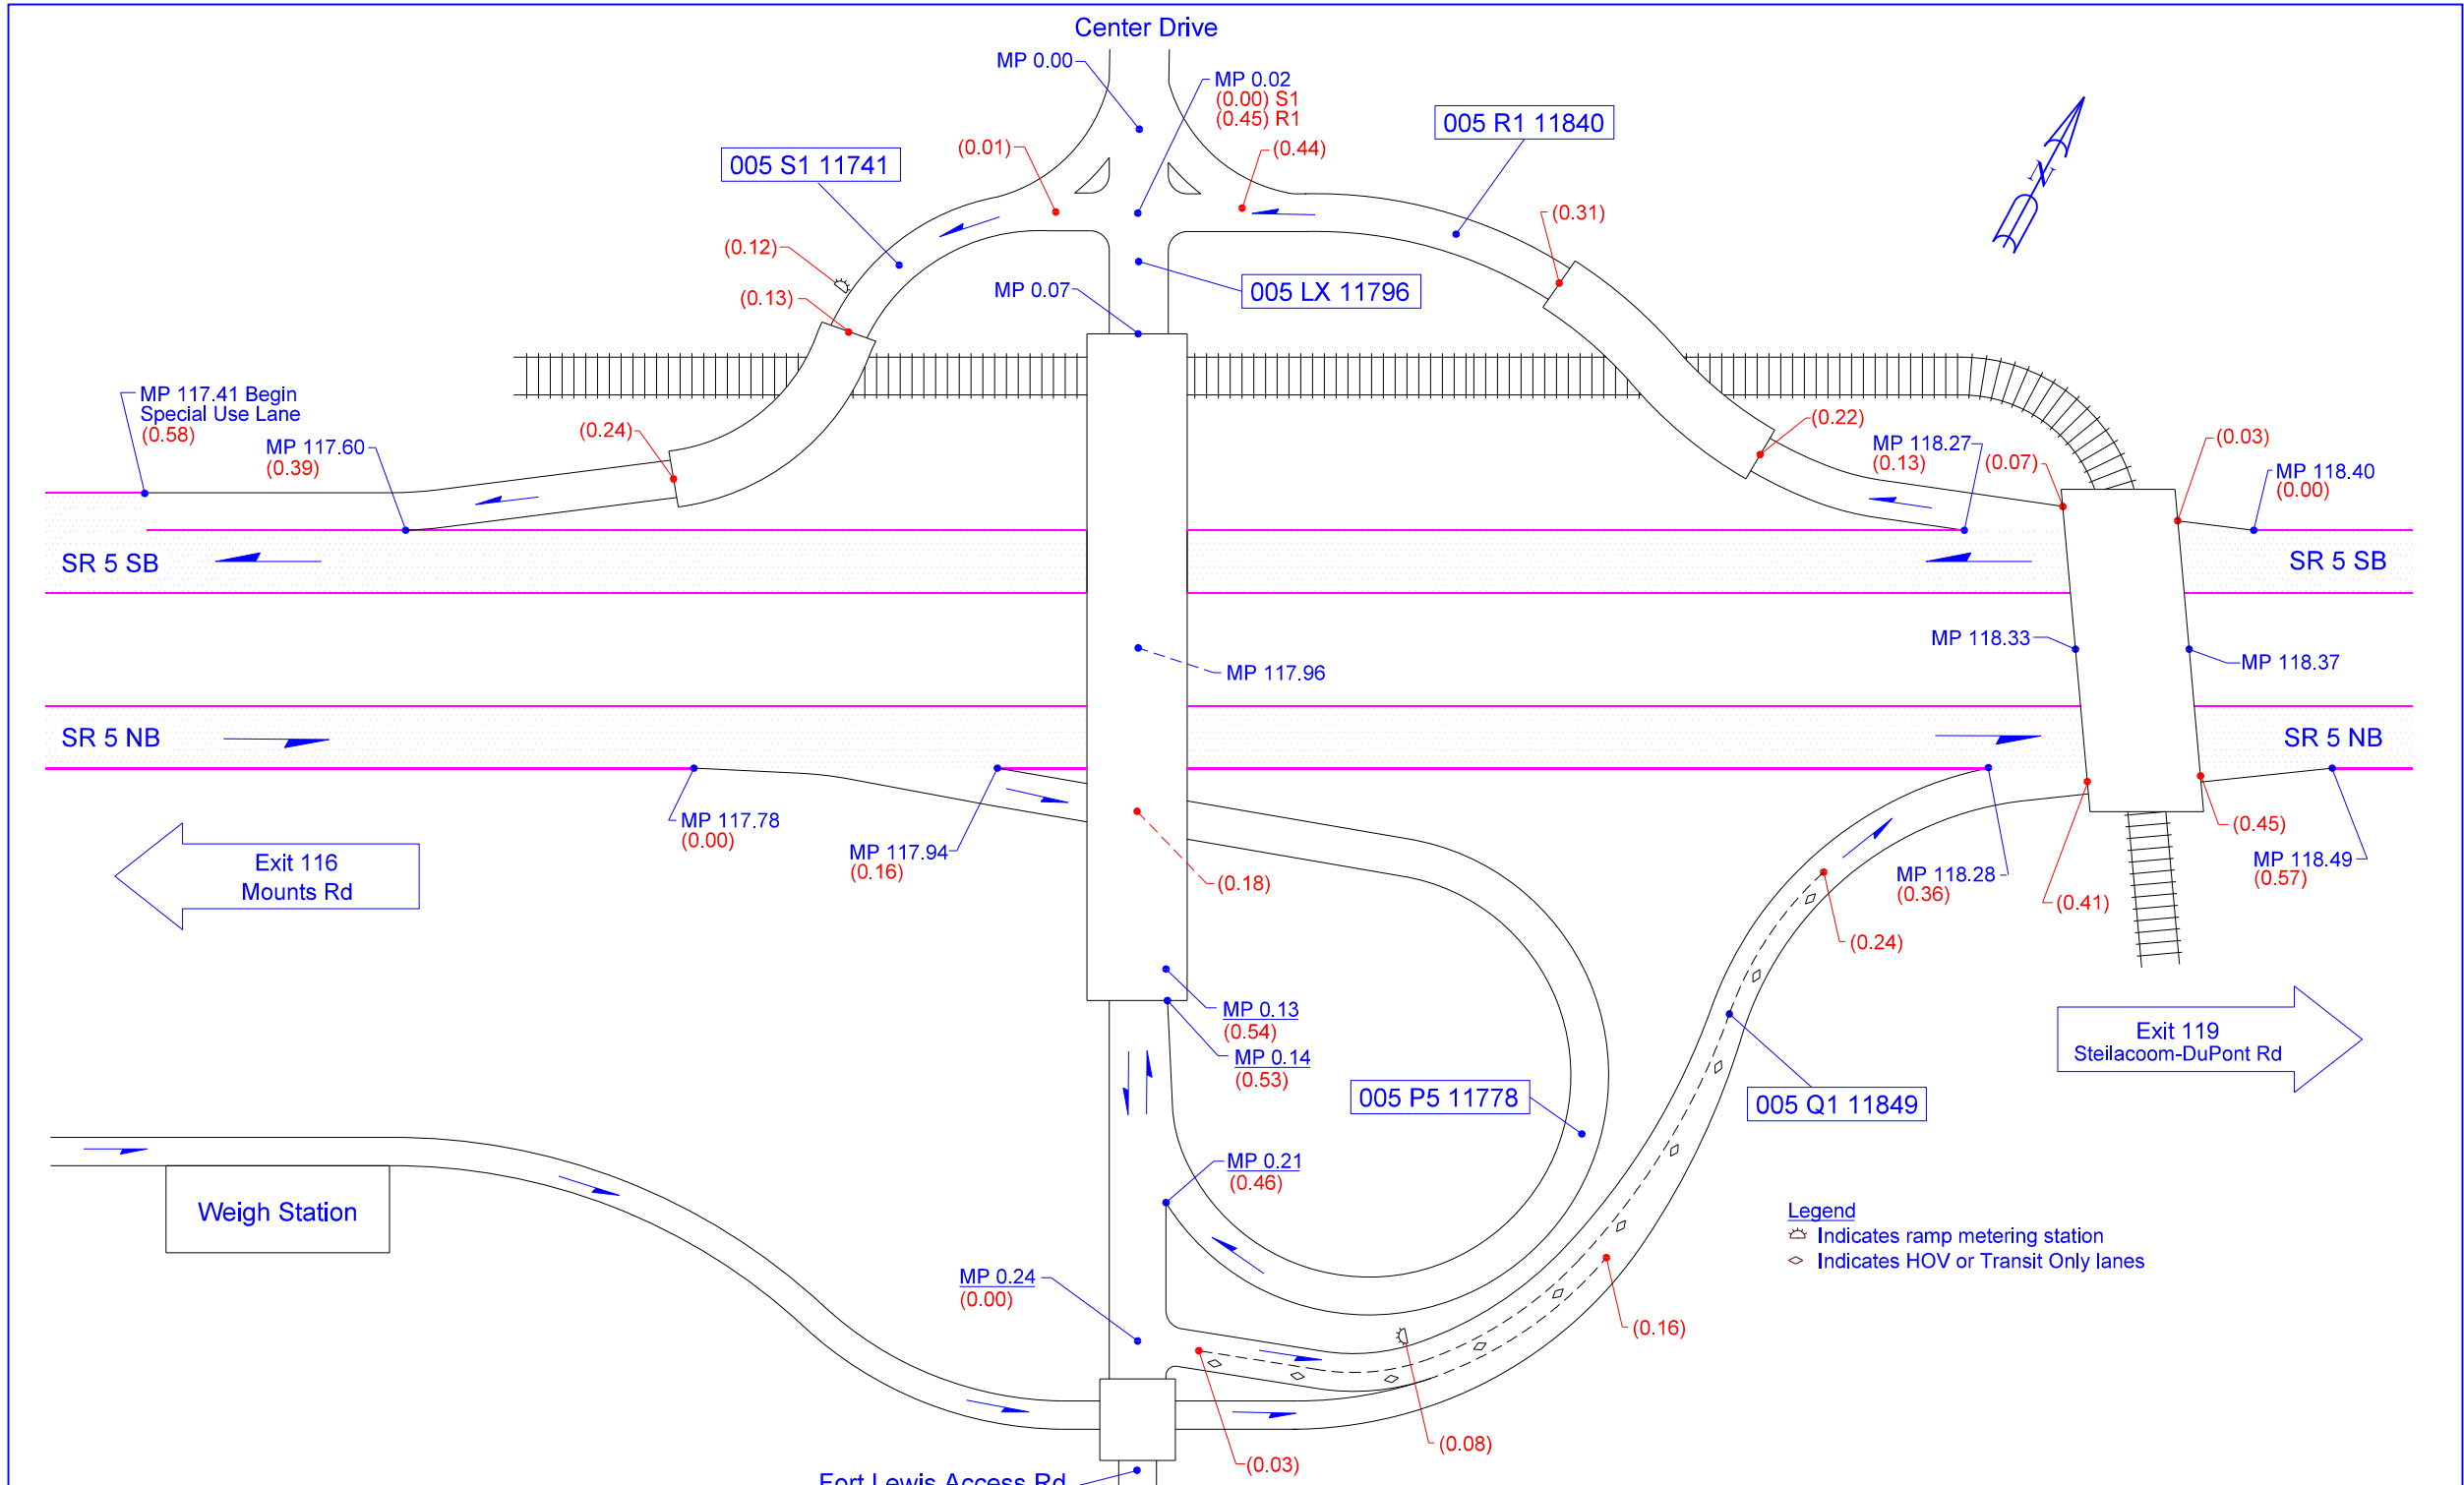 Center Drive
MP 0.00
MP 0.02
(0.00) S1
(0.45) R1
005 R1 11840
(0.01)
(0.44)
005 S1 11741
N
(0.31)
(0.12)
(0.13)
MP 0.07
005 LX 11796
MP 117.41 Begin
Special Use Lane
(0.58)
MP 117.60
(0.39)
(0.24)
(0.22)
MP 118.27
(0.13)
(0.07)
(0.03)
MP 118.40
(0.00)
SR 5 SB
SR 5 SB
MP 118.33
MP 118.37
MP 117.96
SR 5 NB
SR 5 NB
MP 117.78
(0.00)
MP 117.94
(0.16)
(0.18)
MP 118.28
(0.36)
(0.41)
(0.45)
MP 118.49
(0.57)
(0.24)
Exit 116
Mounts Rd
MP 0.13
(0.54)
MP 0.14
(0.53)
Exit 119
Steilacoom-DuPont Rd
005 P5 11778
005 Q1 11849
MP 0.21
(0.46)
Weigh Station
Legend
Indicates ramp metering station
Indicates HOV or Transit Only lanes
MP 0.24
(0.00)
(0.16)
(0.08)
(0.03)
Fort Lewis Access Rd